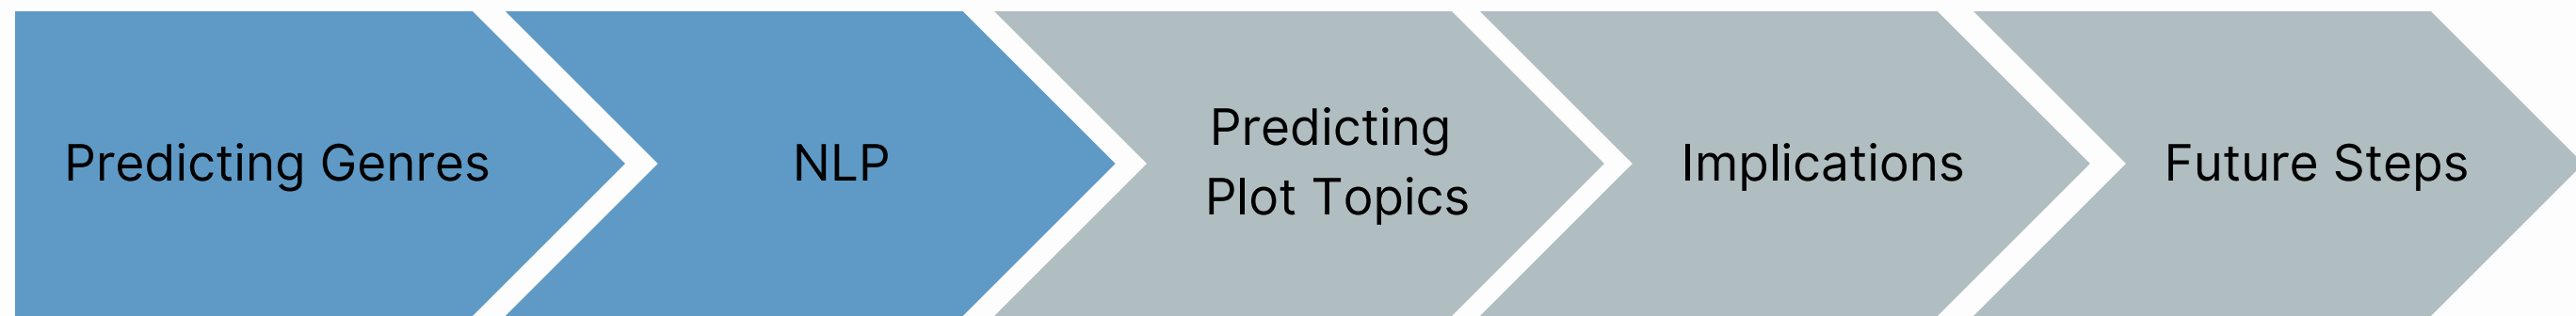 Predicting Genres
NLP
Predicting
Plot Topics
Implications
Future Steps